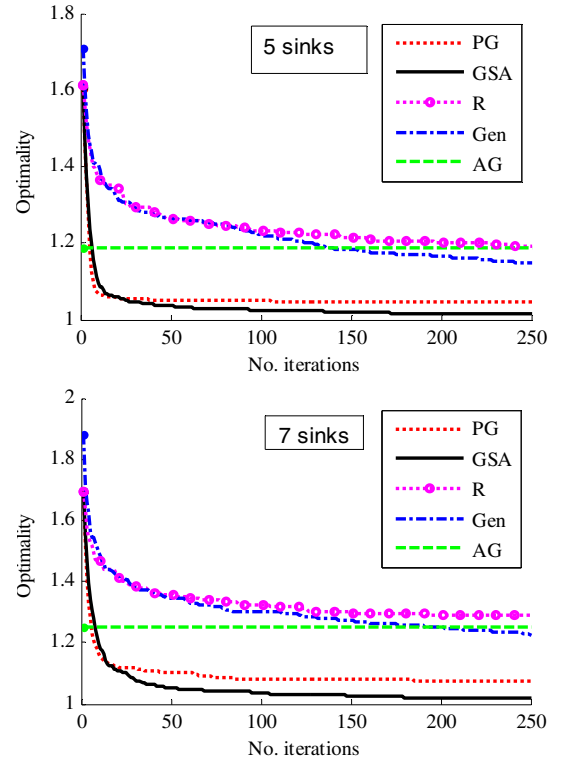 1.8
1.6
1.4
1.2
1
Optimality
5 sinks
PG
GSA
R
Gen
AG
0 50 100 150 200 250
No. iterations
2
1.8
1.6
1.4
1.2
1
Optimality
7 sinks
PG
GSA
R
Gen
AG
0 50 100 150 200 250
No. iterations